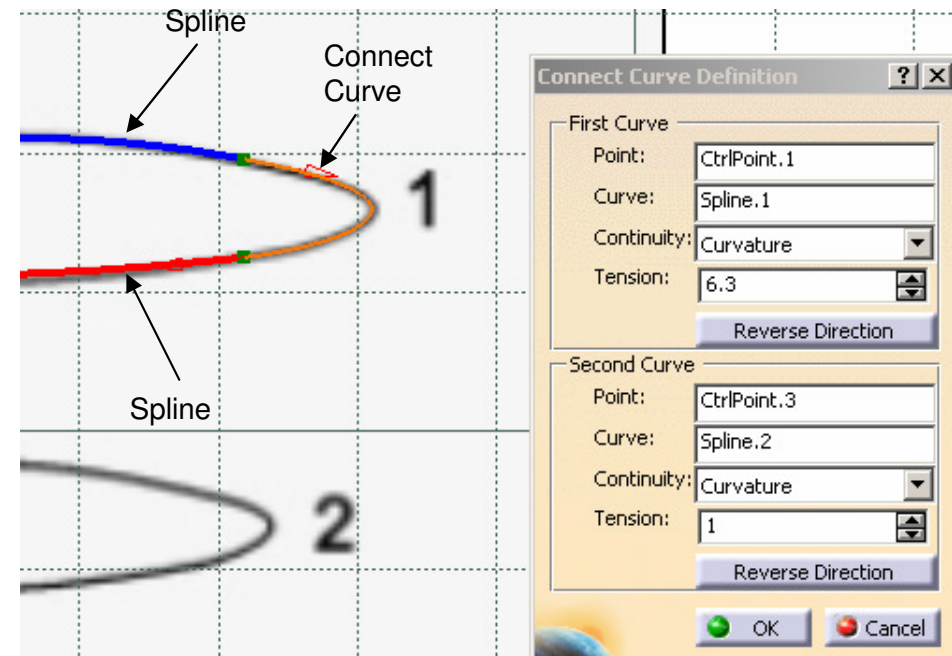 Spline
Connect
Curve
1
Spline
2
Connect Curve Definition
?
X
First Curve
Point: CtrlPoint.1
Curve: Spline.1
Continuity: Curvature
Tension: 6.3
Reverse Direction
Second Curve
Point: CtrlPoint.3
Curve: Spline.2
Continuity: Curvature
Tension: 1
Reverse Direction
OK
Cancel